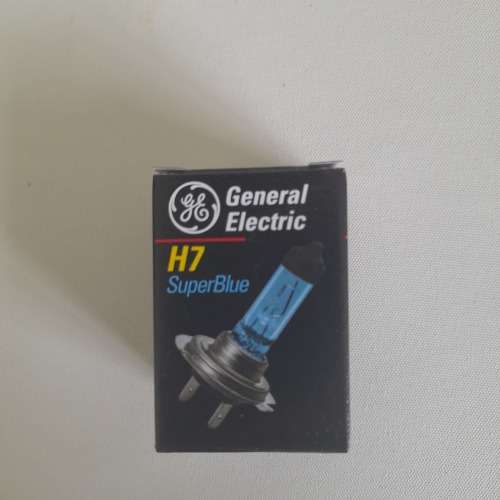 GE
General
Electric
H7
SuperBlue